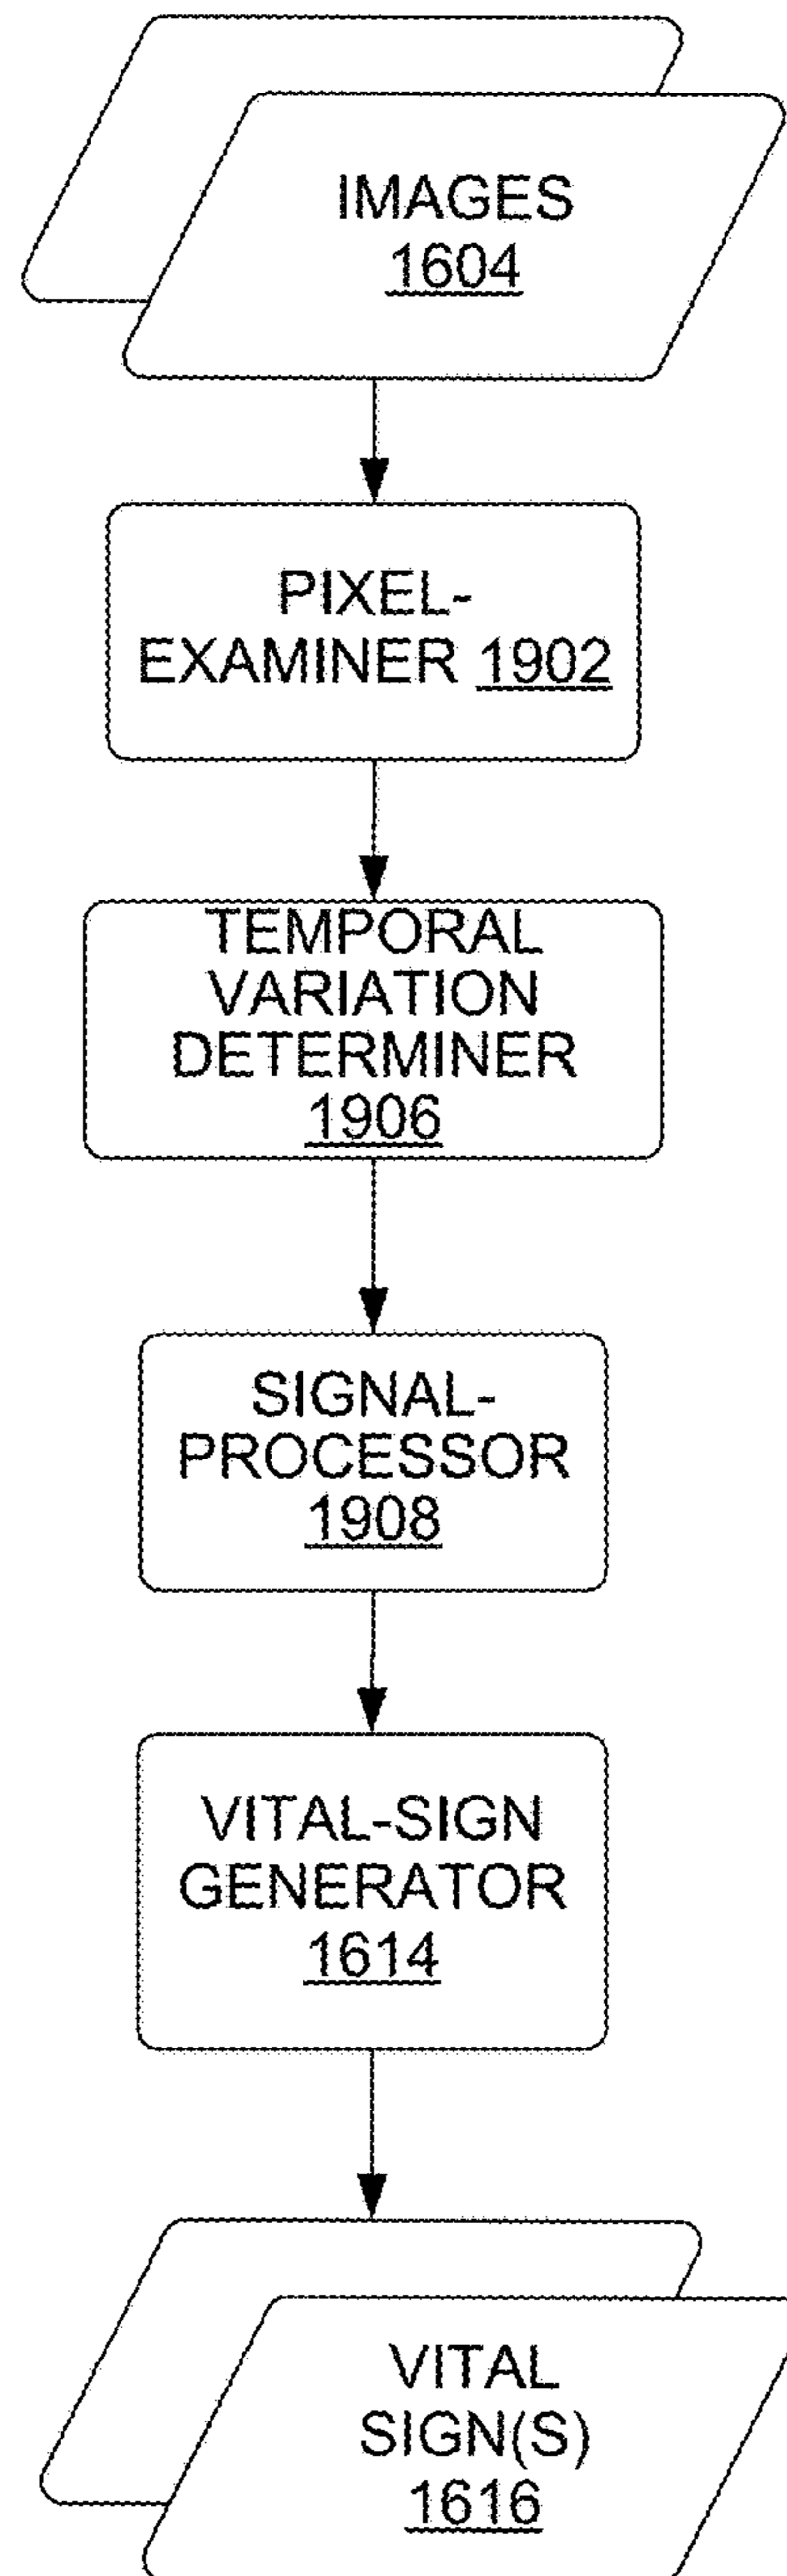 IMAGES
1604
PIXEL-
EXAMINER 1902
TEMPORAL
VARIATION
DETERMINER
1906
SIGNAL-
PROCESSOR
1908
VITAL-SIGN
GENERATOR
1614
VITAL
SIGN(S)
1616